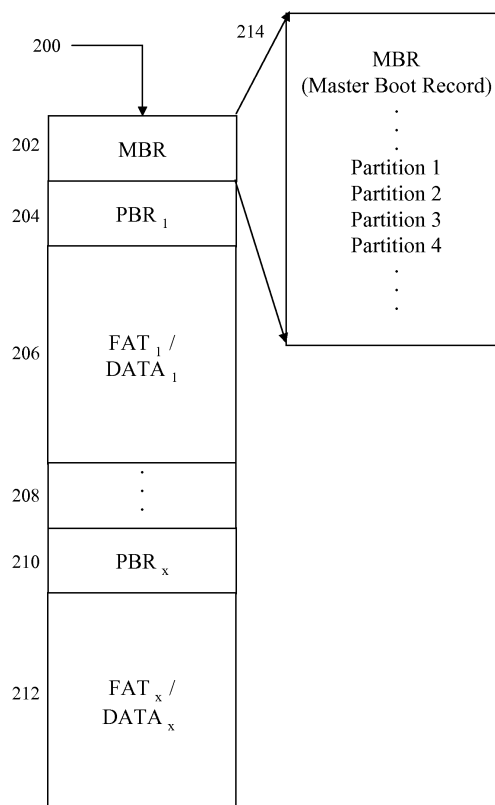 200
214
MBR
(Master Boot Record)
.
.
.
Partition 1
Partition 2
Partition 3
Partition 4
.
.
.
202
MBR
204
PBR 1
206
FAT 1 /
DATA 1
208
.
.
.
210
PBR x
212
FAT x /
DATA x